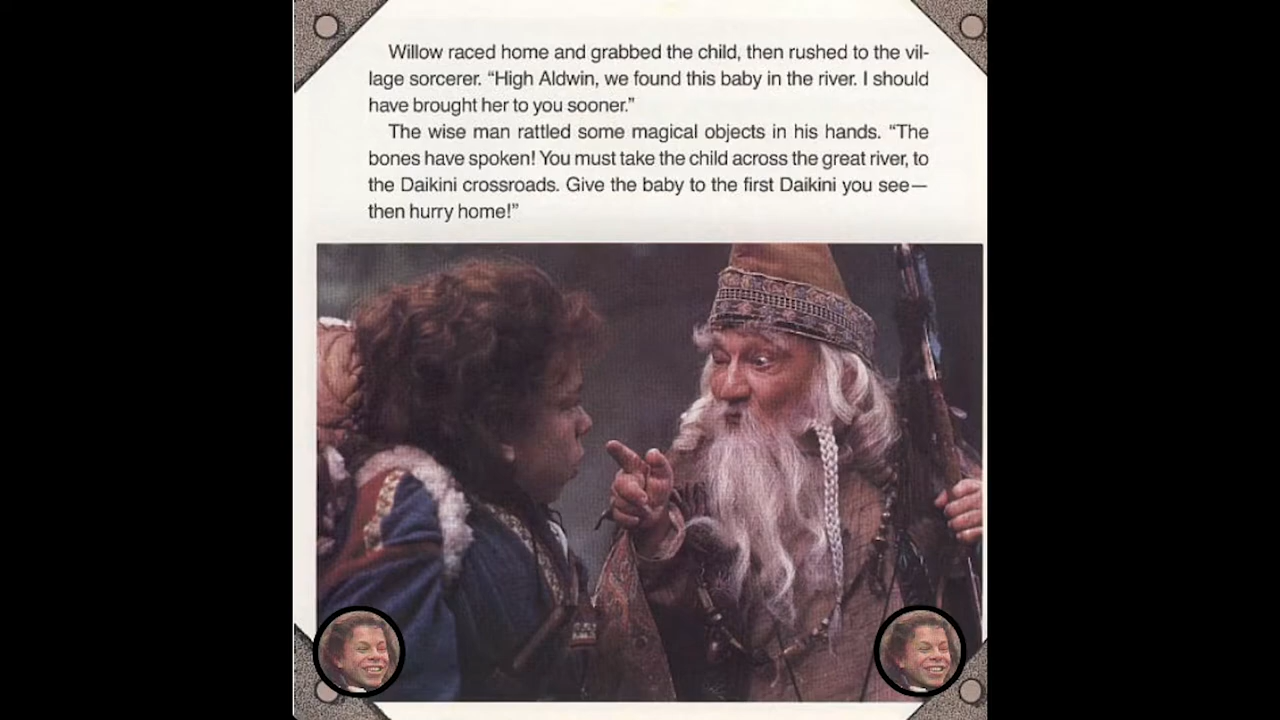 Willow raced home and grabbed the child, then rushed to the vil-
lage sorcerer. “High Aldwin, we found this baby in the river. I should
have brought her to you sooner.”
The wise man rattled some magical objects in his hands. “The
bones have spoken! You must take the child across the great river, to
the Daikini crossroads. Give the baby to the first Daikini you see—
then hurry home!”